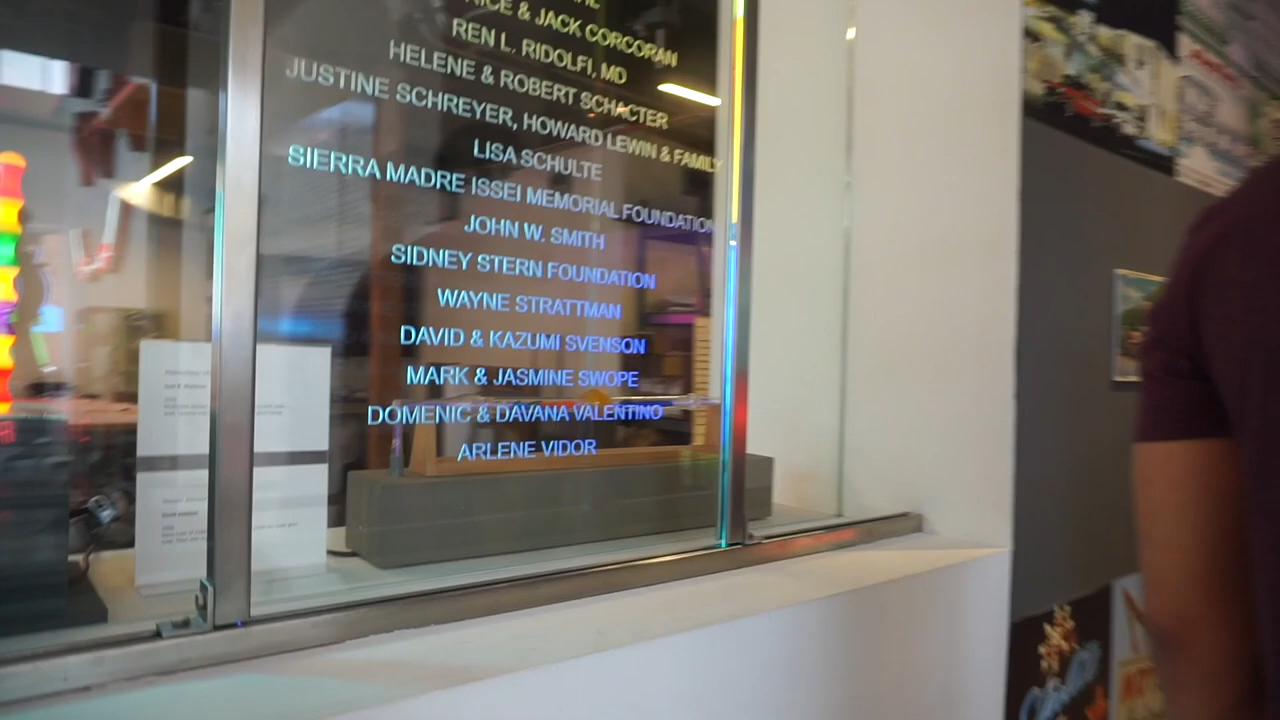 & JACK CORCORAN
REN L. RIDOLFI, MD
HELENE & ROBERT SCHACTER
JUSTINE SCHREYER, HOWARD LEWIN & FAMILY
LISA SCHULTE
SIERRA MADRE ISSEI MEMORIAL FOUNDATION
JOHN W. SMITH
SIDNEY STERN FOUNDATION
WAYNE STRATTMAN
DAVID & KAZUMI SVENSON
MARK & JASMINE SWOPE
DOMENIC & DAVANA VALENTINO
ARLENE VIDOR